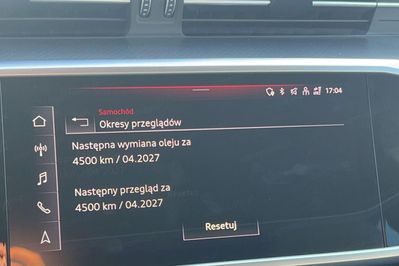 17:04
Samochód
Okresy przeglądów
Następna wymiana oleju za
4500 km / 04.2027
Następny przegląd za
4500 km / 04.2027
Resetuj